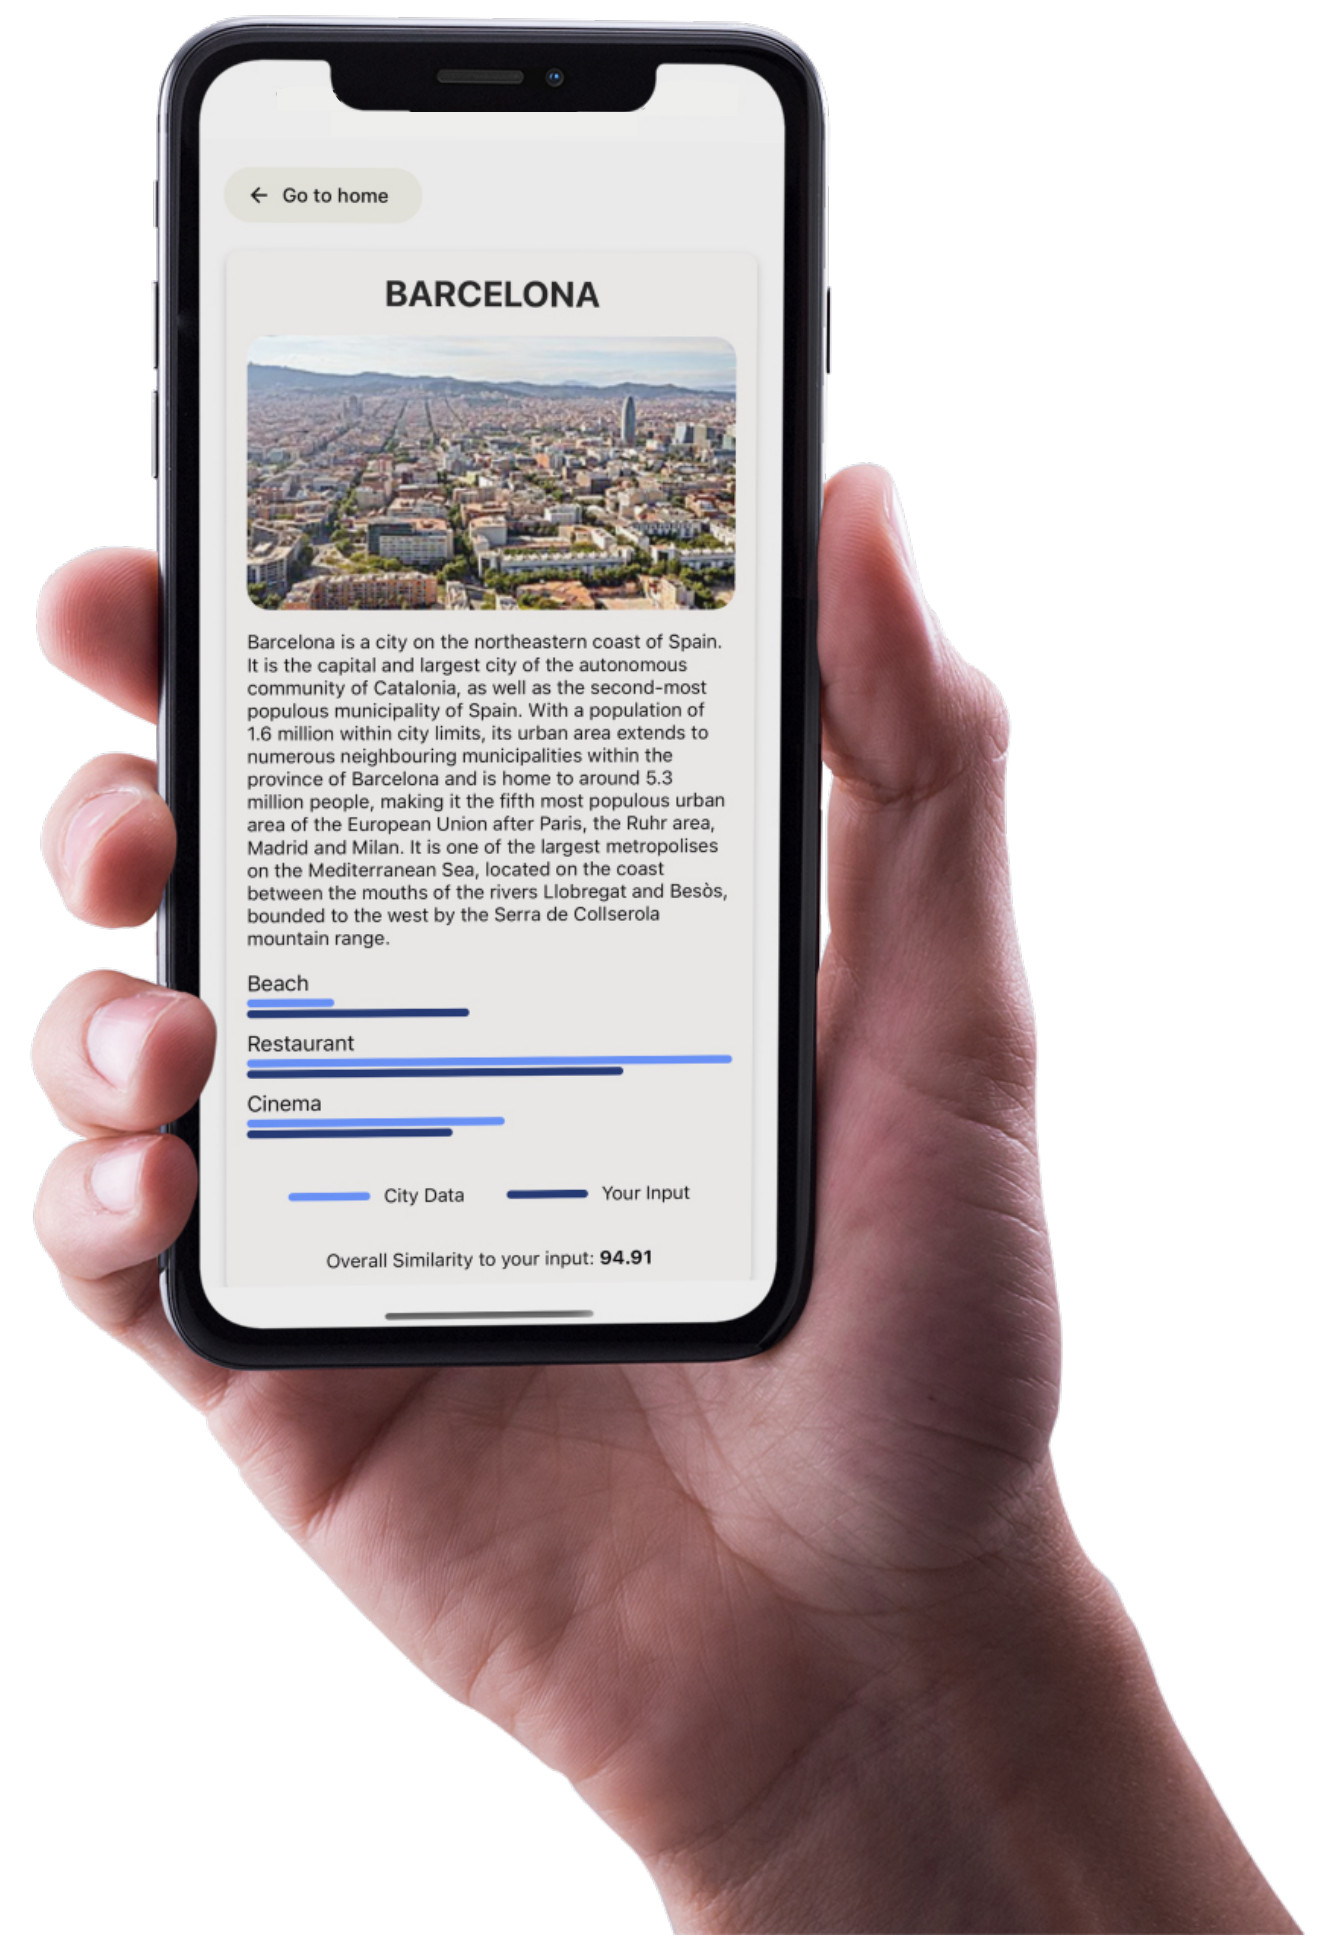 Go to home
BARCELONA
Barcelona is a city on the northeastern coast of Spain.
It is the capital and largest city of the autonomous
community of Catalonia, as well as the second-most
populous municipality of Spain. With a population of
1.6 million within city limits, its urban area extends to
numerous neighbouring municipalities within the
province of Barcelona and is home to around 5.3
million people, making it the fifth most populous urban
area of the European Union after Paris, the Ruhr area,
Madrid and Milan. It is one of the largest metropolises
on the Mediterranean Sea, located on the coast
between the mouths of the rivers Llobregat and Besòs,
bounded to the west by the Serra de Collserola
mountain range.
Beach
Restaurant
Cinema
City Data Your Input
Overall Similarity to your input: 94.91